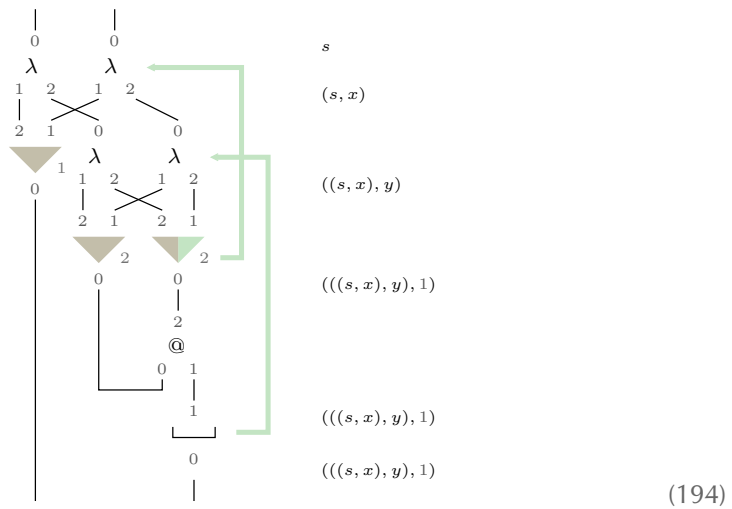 0 0 s
λ λ
1 2 1 2 (s, x)
2 1 0 0
λ λ
1
0 1 2 1 2 ((s, x), y)
2 1 2 1
2 2
0 0 (((s, x), y), 1)
2
@
0 1
1 (((s, x), y), 1)
0 (((s, x), y), 1)
(194)